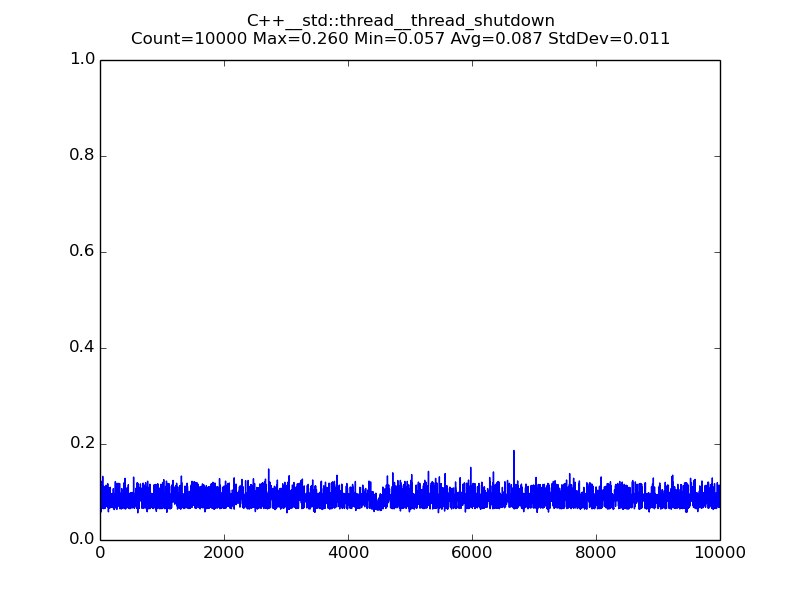 C++__std::thread__thread_shutdown
Count=10000 Max=0.260 Min=0.057 Avg=0.087 StdDev=0.011
1.0
0.8
0.6
0.4
0.2
0.0
0 2000 4000 6000 8000 10000